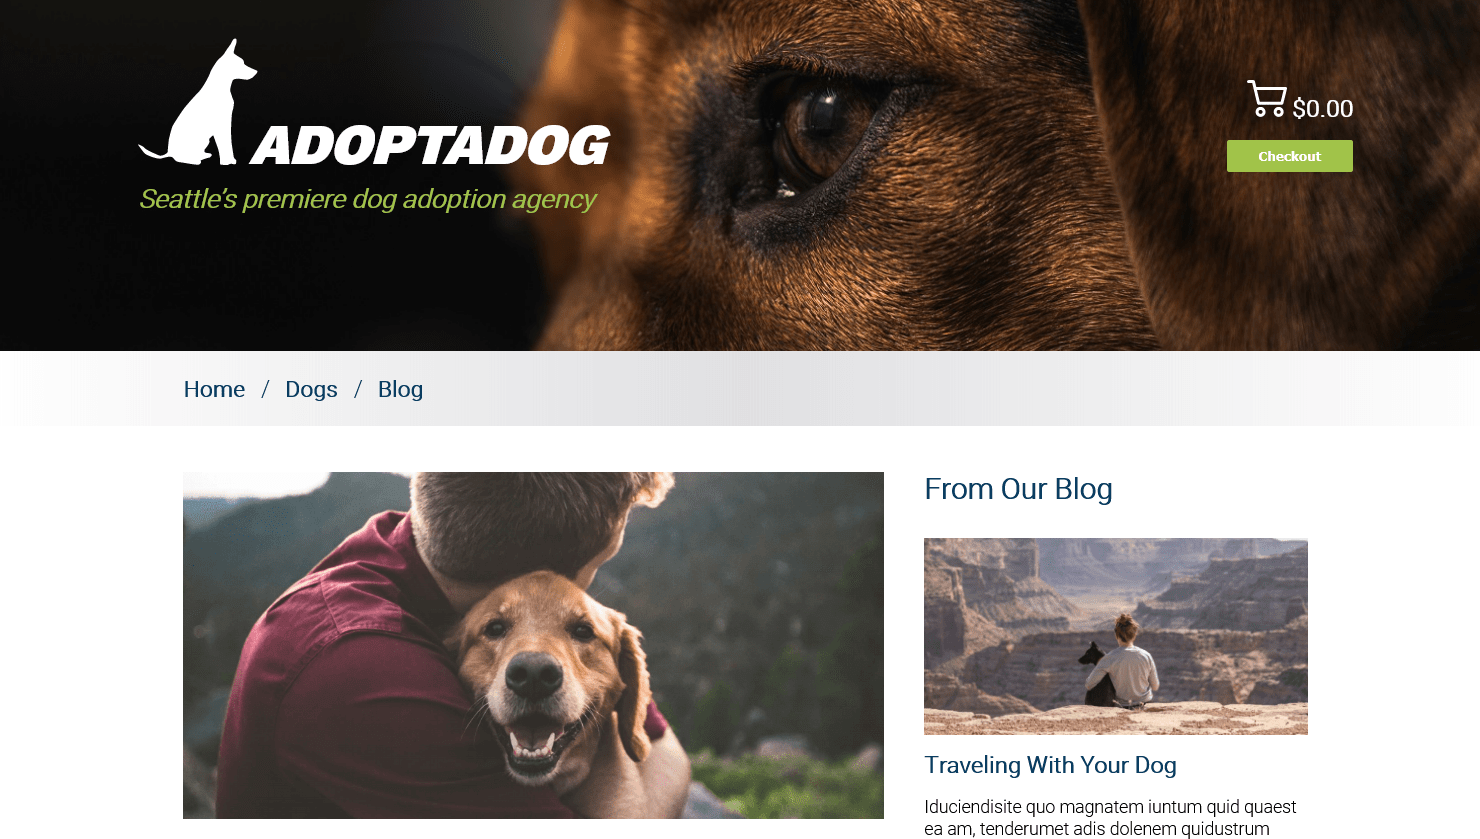 ADOPTADOG
Seattle's premiere dog adoption agency
$0.00
Checkout
Home / Dogs / Blog
From Our Blog
Traveling With Your Dog
Iduciendisite quo magnatem iuntum quid quaest
ea am, tenderumet adis dolenem quidustrum